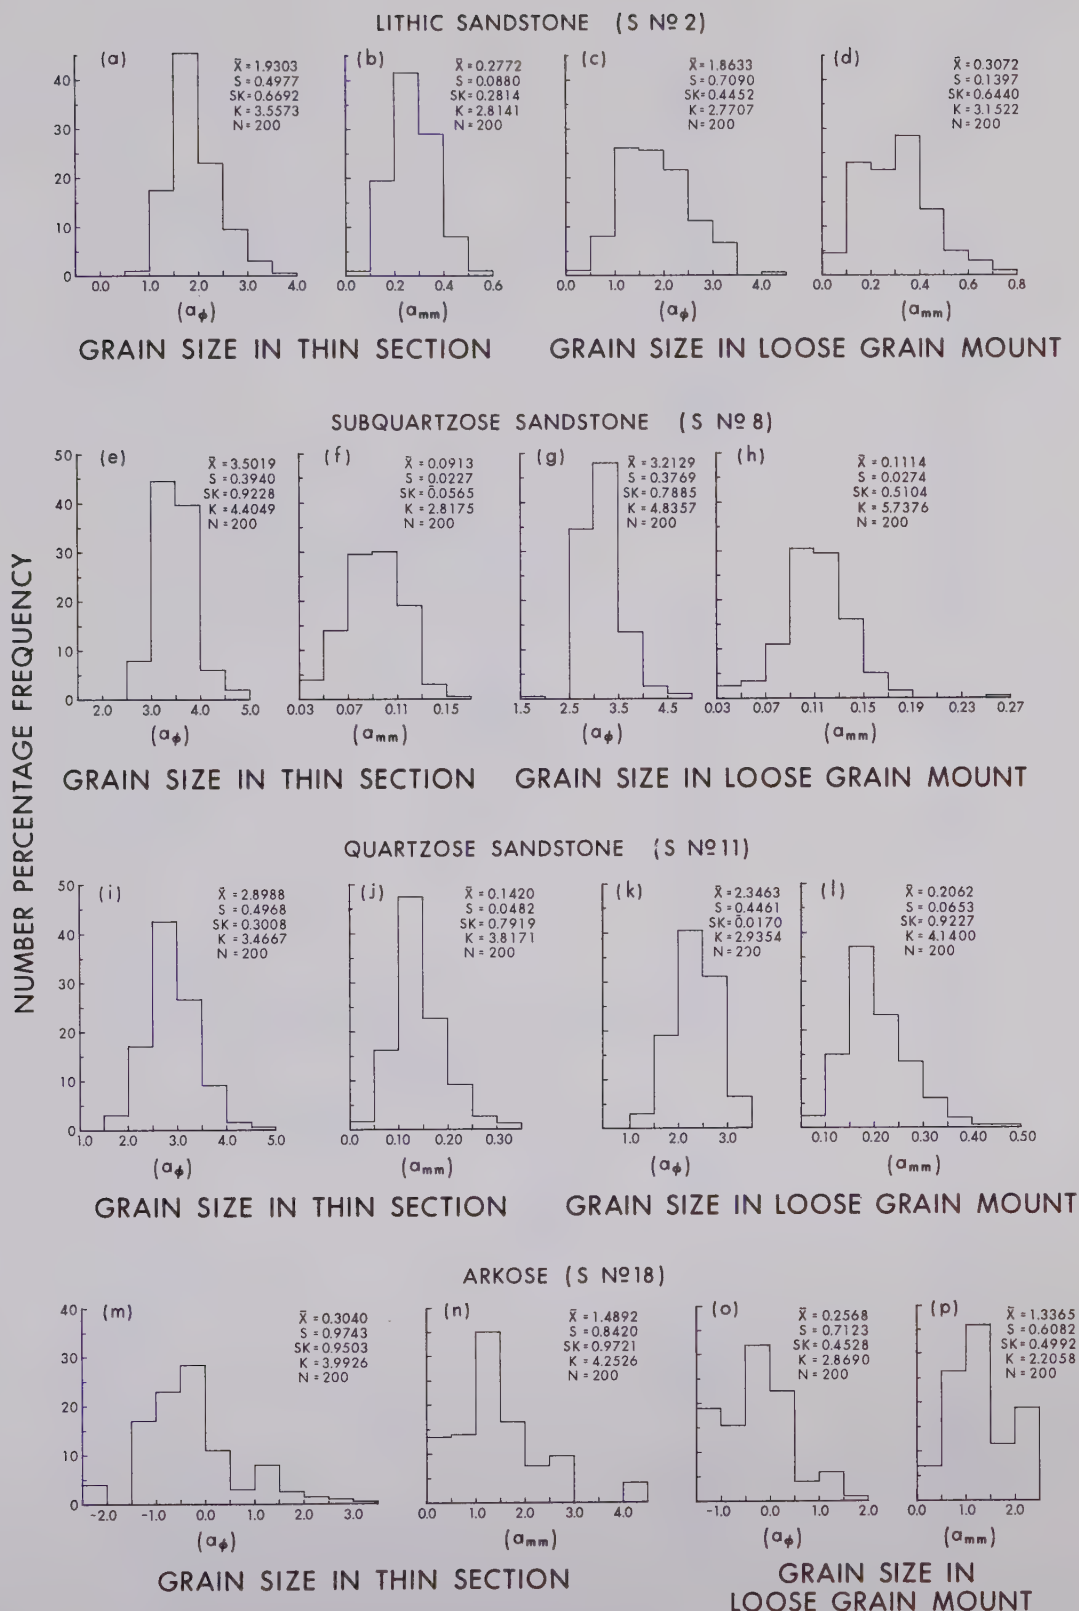 LITHIC SANDSTONE (S Nº 2)
(a)
X̄ = 1.9303
S = 0.4977
SK = 0.6692
K = 3.5573
N = 200
(b)
X̄ = 0.2772
S = 0.0880
SK = 0.2814
K = 2.8141
N = 200
(c)
X̄ = 1.8633
S = 0.7090
SK = 0.4452
K = 2.7707
N = 200
(d)
X̄ = 0.3072
S = 0.1397
SK = 0.6440
K = 3.1522
N = 200
40
30
20
10
0
0.0 1.0 2.0 3.0 4.0
0.0 0.2 0.4 0.6
0.0 1.0 2.0 3.0 4.0
0.0 0.2 0.4 0.6 0.8
(aϕ) (amm) (aϕ) (amm)
GRAIN SIZE IN THIN SECTION GRAIN SIZE IN LOOSE GRAIN MOUNT
NUMBER PERCENTAGE FREQUENCY
SUBQUARTZOSE SANDSTONE (S Nº 8)
(e)
X̄ = 3.5019
S = 0.3940
SK = 0.9228
K = 4.4049
N = 200
(f)
X̄ = 0.0913
S = 0.0227
SK = 0̄.0565
K = 2.8175
N = 200
(g)
X̄ = 3.2129
S = 0.3769
SK = 0.7885
K = 4.8357
N = 200
(h)
X̄ = 0.1114
S = 0.0274
SK = 0.5104
K = 5.7376
N = 200
50
40
30
20
10
0
2.0 3.0 4.0 5.0
0.03 0.07 0.11 0.15
1.5 2.5 3.5 4.5
0.03 0.07 0.11 0.15 0.19 0.23 0.27
(aϕ) (amm) (aϕ) (amm)
GRAIN SIZE IN THIN SECTION GRAIN SIZE IN LOOSE GRAIN MOUNT
QUARTZOSE SANDSTONE (S Nº 11)
(i)
X̄ = 2.8988
S = 0.4968
SK = 0.3008
K = 3.4667
N = 200
(j)
X̄ = 0.1420
S = 0.0482
SK = 0.7919
K = 3.8171
N = 200
(k)
X̄ = 2.3463
S = 0.4461
SK = 0̄.0170
K = 2.9354
N = 200
(l)
X̄ = 0.2062
S = 0.0653
SK = 0.9227
K = 4.1400
N = 200
50
40
30
20
10
0
1.0 2.0 3.0 4.0 5.0
0.0 0.10 0.20 0.30
1.0 2.0 3.0
0.10 0.20 0.30 0.40 0.50
(aϕ) (amm) (aϕ) (amm)
GRAIN SIZE IN THIN SECTION GRAIN SIZE IN LOOSE GRAIN MOUNT
ARKOSE (S Nº 18)
(m)
X̄ = 0.3040
S = 0.9743
SK = 0.9503
K = 3.9926
N = 200
(n)
X̄ = 1.4892
S = 0.8420
SK = 0.9721
K = 4.2526
N = 200
(o)
X̄ = 0.2568
S = 0.7123
SK = 0.4528
K = 2.8690
N = 200
(p)
X̄ = 1.3365
S = 0.6082
SK = 0.4992
K = 2.2058
N = 200
40
30
20
10
0
-2.0 -1.0 0.0 1.0 2.0 3.0
0.0 1.0 2.0 3.0 4.0
-1.0 0.0 1.0 2.0
0.0 1.0 2.0
(aϕ) (amm) (aϕ) (amm)
GRAIN SIZE IN THIN SECTION
GRAIN SIZE IN
LOOSE GRAIN MOUNT